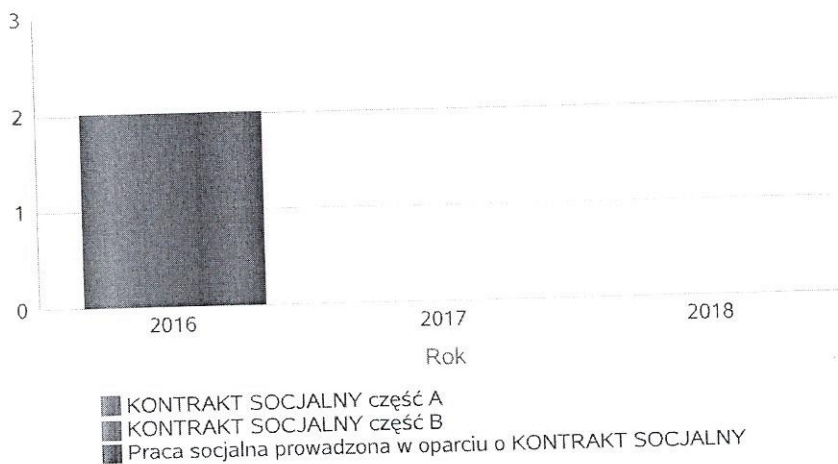 3
2
1
0
2016 2017 2018
Rok
KONTRAKT SOCJALNY część A
KONTRAKT SOCJALNY część B
Praca socjalna prowadzona w oparciu o KONTRAKT SOCJALNY